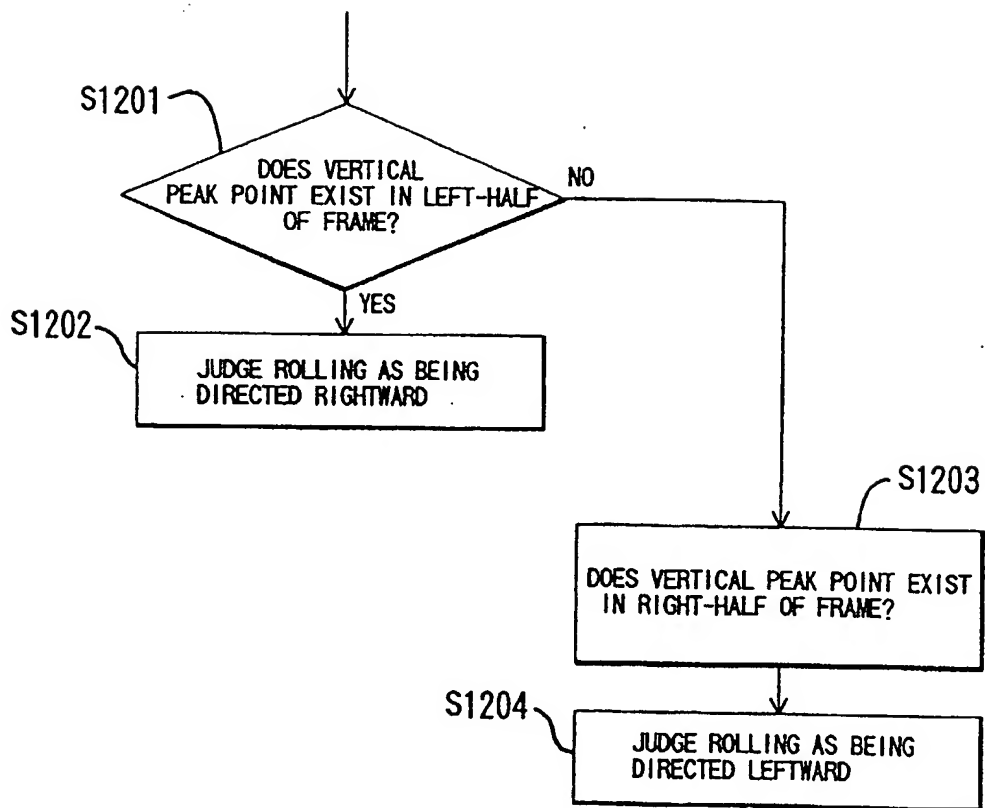 S1201
DOES VERTICAL
PEAK POINT EXIST IN LEFT-HALF
OF FRAME?
NO
YES
S1202
JUDGE ROLLING AS BEING
DIRECTED RIGHTWARD
S1203
DOES VERTICAL PEAK POINT EXIST
IN RIGHT-HALF OF FRAME?
S1204
JUDGE ROLLING AS BEING
DIRECTED LEFTWARD